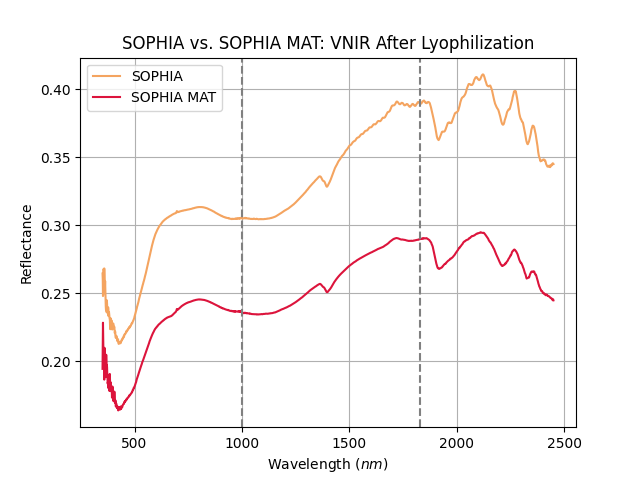 SOPHIA vs. SOPHIA MAT: VNIR After Lyophilization
SOPHIA
SOPHIA MAT
0.40
0.35
0.30
0.25
0.20
Reflectance
500
1000
1500
2000
2500
Wavelength (nm)